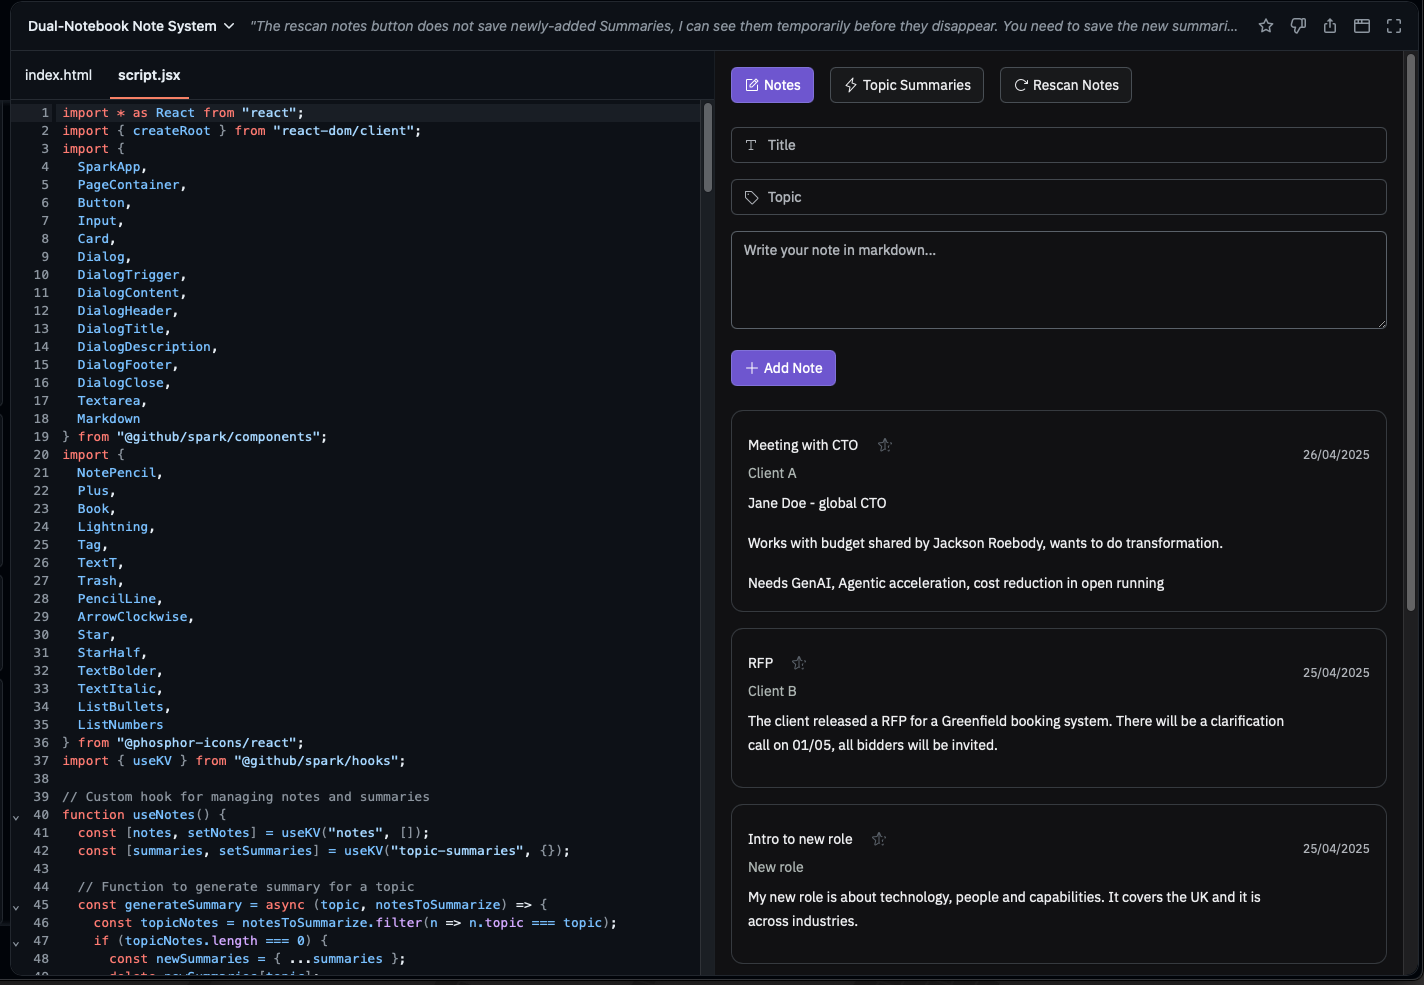 Dual-Notebook Note System "The rescan notes button does not save newly-added Summaries, I can see them temporarily before they disappear. You need to save the new summari...
index.html script.jsx
1 import * as React from "react";
2 import { createRoot } from "react-dom/client";
3 import {
4 SparkApp,
5 PageContainer,
6 Button,
7 Input,
8 Card,
9 Dialog,
10 DialogTrigger,
11 DialogContent,
12 DialogHeader,
13 DialogTitle,
14 DialogDescription,
15 DialogFooter,
16 DialogClose,
17 Textarea,
18 Markdown
19 } from "@github/spark/components";
20 import {
21 NotePencil,
22 Plus,
23 Book,
24 Lightning,
25 Tag,
26 TextT,
27 Trash,
28 PencilLine,
29 ArrowClockwise,
30 Star,
31 StarHalf,
32 TextBolder,
33 TextItalic,
34 ListBullets,
35 ListNumbers
36 } from "@phosphor-icons/react";
37 import { useKV } from "@github/spark/hooks";
38
39 // Custom hook for managing notes and summaries
40 function useNotes() {
41 const [notes, setNotes] = useKV("notes", []);
42 const [summaries, setSummaries] = useKV("topic-summaries", {});
43
44 // Function to generate summary for a topic
45 const generateSummary = async (topic, notesToSummarize) => {
46 const topicNotes = notesToSummarize.filter(n => n.topic === topic);
47 if (topicNotes.length === 0) {
48 const newSummaries = { ...summaries };
49 delete newSummaries[topic];
Notes Topic Summaries Rescan Notes
Title
Topic
Write your note in markdown...
Add Note
Meeting with CTO
26/04/2025
Client A
Jane Doe - global CTO
Works with budget shared by Jackson Roebody, wants to do transformation.
Needs GenAI, Agentic acceleration, cost reduction in open running
RFP
25/04/2025
Client B
The client released a RFP for a Greenfield booking system. There will be a clarification
call on 01/05, all bidders will be invited.
Intro to new role
25/04/2025
New role
My new role is about technology, people and capabilities. It covers the UK and it is
across industries.